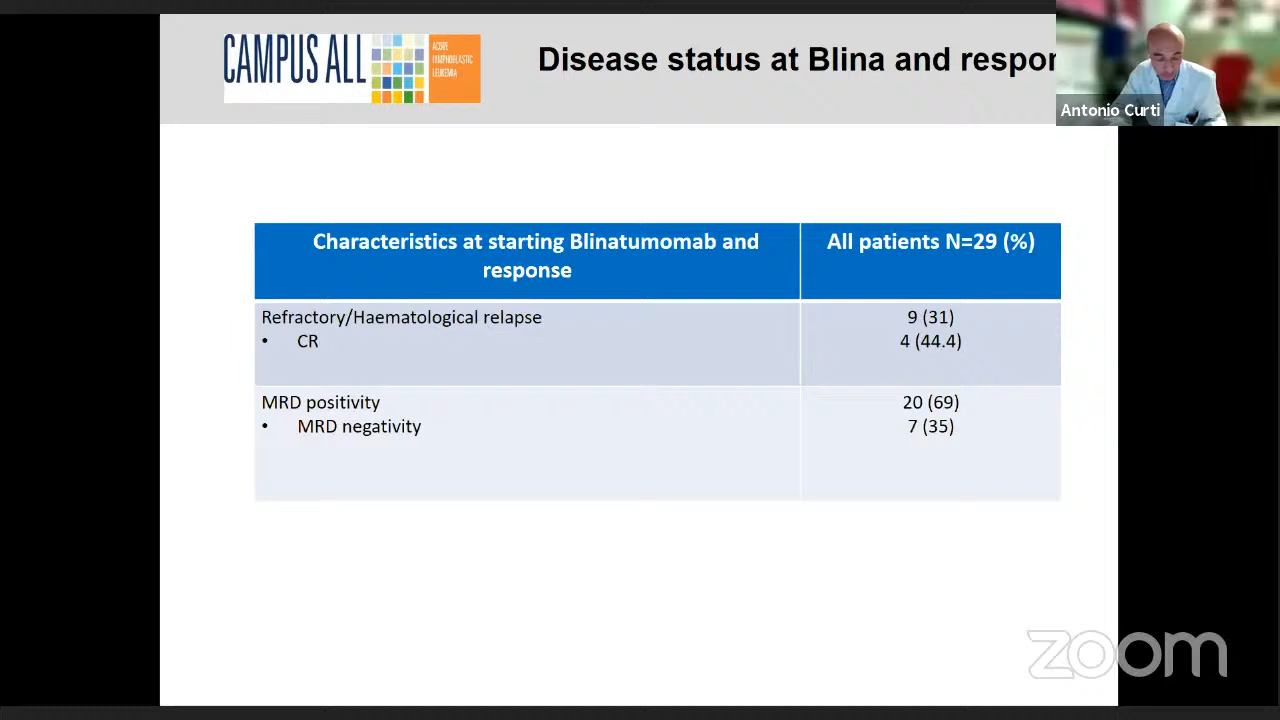 CAMPUS ALL
ACUTE
LYMPHOBLASTIC
LEUKEMIA
Disease status at Blina and respon
Antonio Curti
Characteristics at starting Blinatumomab and
response
All patients N=29 (%)
Refractory/Haematological relapse
9 (31)
• CR
4 (44.4)
MRD positivity
20 (69)
• MRD negativity
7 (35)
zoom